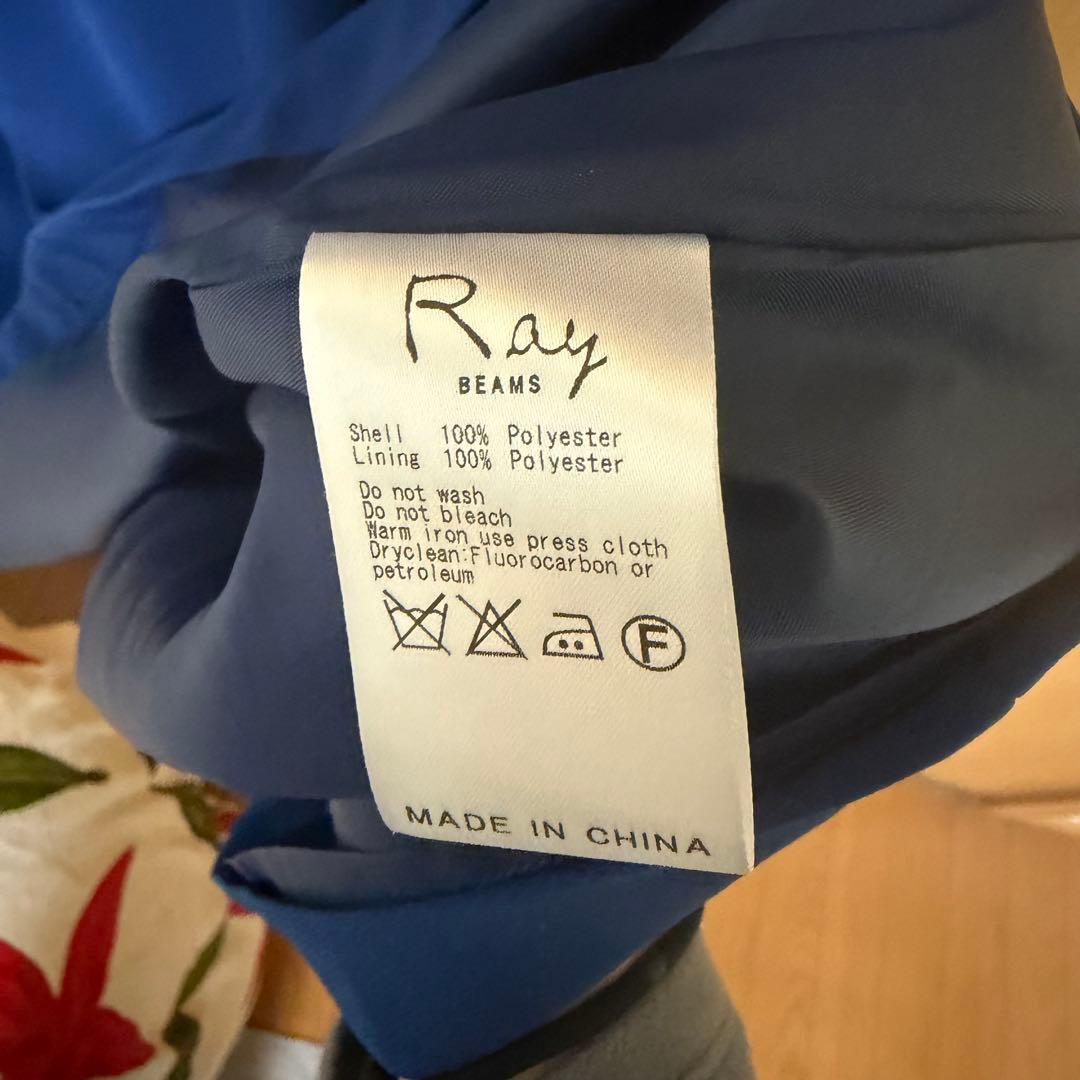 Ray
BEAMS
Shell 100% Polyester
Lining 100% Polyester
Do not wash
Do not bleach
Warm iron use press cloth
Dryclean:Fluorocarbon or
petroleum
F
MADE IN CHINA